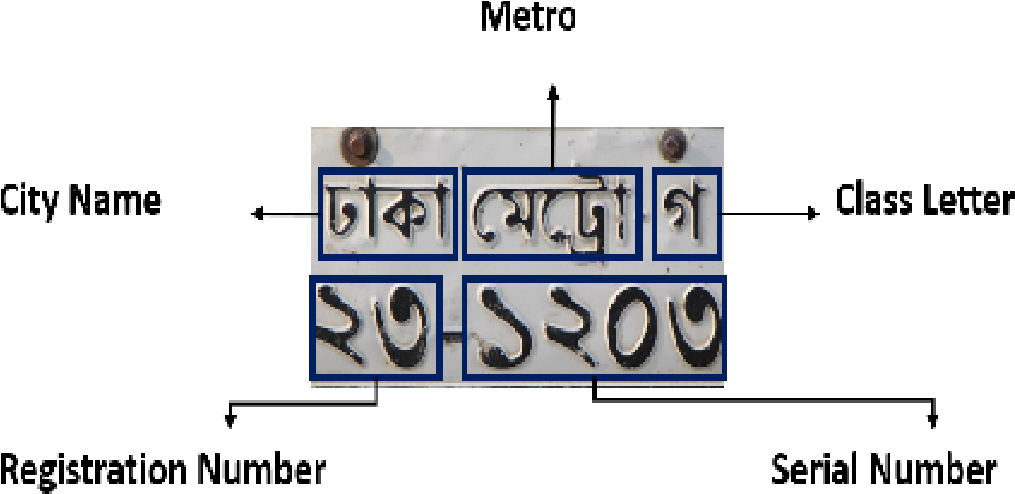 Metro
City Name
ঢাকা মেট্রো গ
Class Letter
২৩-১২০৩
Registration Number
Serial Number